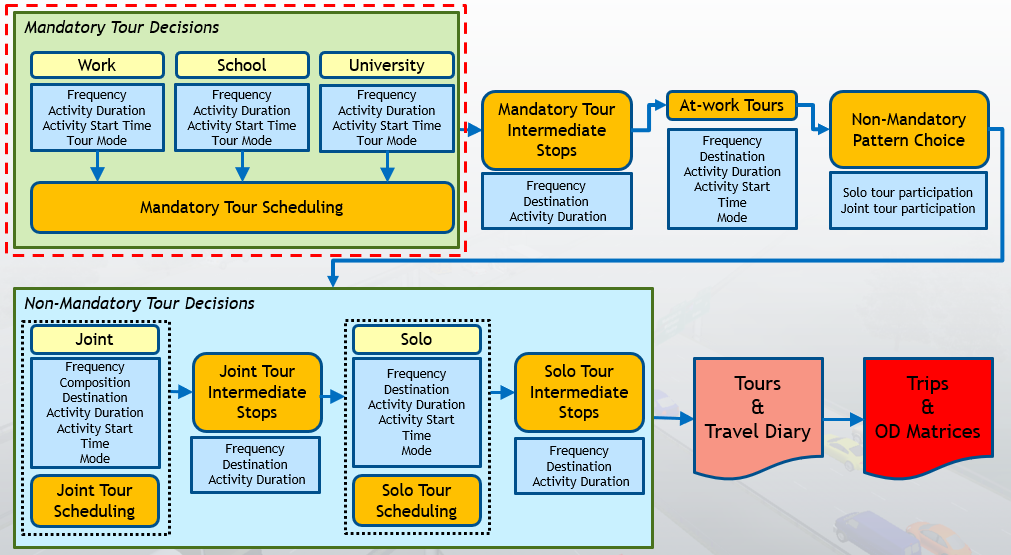 Mandatory Tour Decisions
Work
Frequency
Activity Duration
Activity Start Time
Tour Mode
School
Frequency
Activity Duration
Activity Start Time
Tour Mode
University
Frequency
Activity Duration
Activity Start Time
Tour Mode
Mandatory Tour Scheduling
Mandatory Tour
Intermediate
Stops
Frequency
Destination
Activity Duration
At-work Tours
Frequency
Destination
Activity Duration
Activity Start
Time
Mode
Non-Mandatory
Pattern Choice
Solo tour participation
Joint tour participation
Non-Mandatory Tour Decisions
Joint
Frequency
Composition
Destination
Activity Duration
Activity Start
Time
Mode
Joint Tour
Scheduling
Joint Tour
Intermediate
Stops
Frequency
Destination
Activity Duration
Solo
Frequency
Destination
Activity Duration
Activity Start
Time
Mode
Solo Tour
Scheduling
Solo Tour
Intermediate
Stops
Frequency
Destination
Activity Duration
Tours
&
Travel Diary
Trips
&
OD Matrices